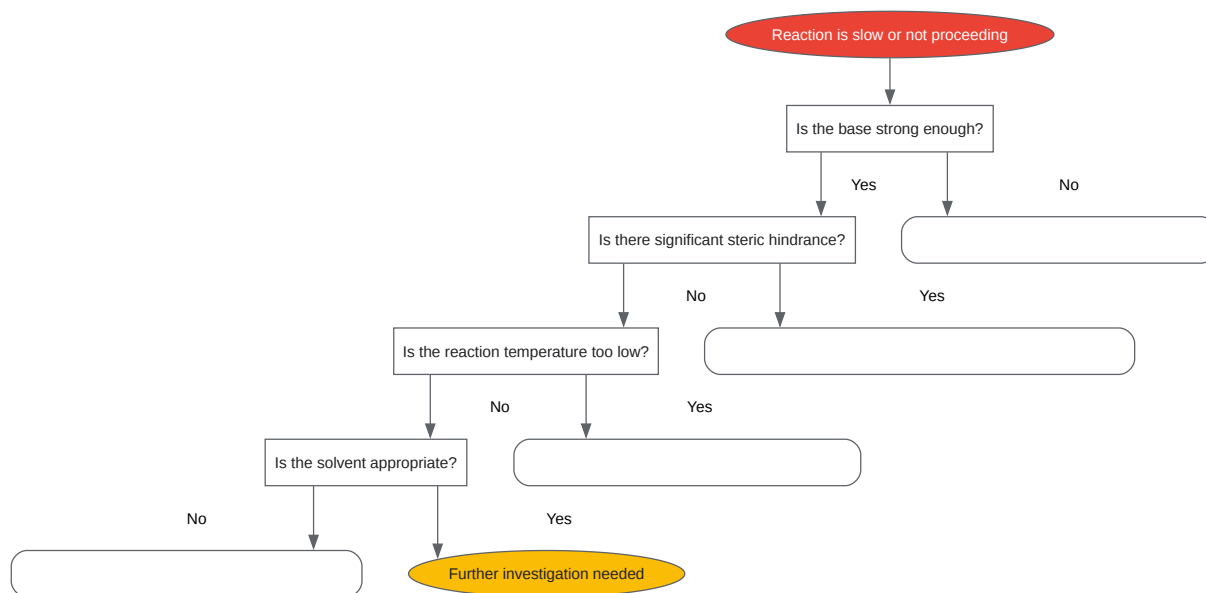 Reaction is slow or not proceeding
Is the base strong enough?
Yes
No
Is there significant steric hindrance?
No
Yes
Is the reaction temperature too low?
No
Yes
Is the solvent appropriate?
No
Yes
Further investigation needed